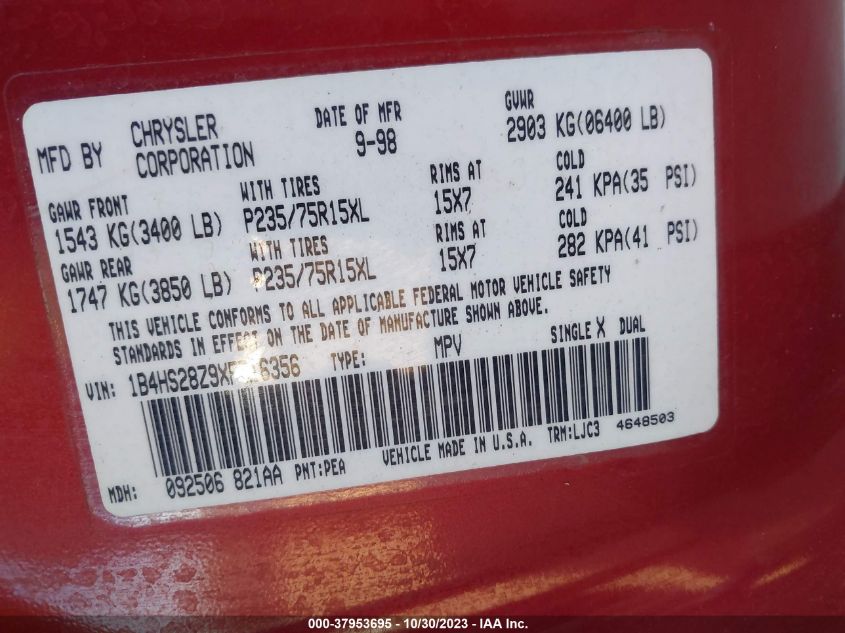 MFD BY CHRYSLER CORPORATION DATE OF MFR 9-98 GVWR 2903 KG(06400 LB)
GAWR FRONT WITH TIRES RIMS AT COLD
1543 KG(3400 LB) P235/75R15XL 15X7 241 KPA(35 PSI)
GAWR REAR WITH TIRES RIMS AT COLD
1747 KG(3850 LB) P235/75R15XL 15X7 282 KPA(41 PSI)
THIS VEHICLE CONFORMS TO ALL APPLICABLE FEDERAL MOTOR VEHICLE SAFETY
STANDARDS IN EFFECT ON THE DATE OF MANUFACTURE SHOWN ABOVE.
VIN: TYPE: MPV SINGLE X DUAL
MDH: 092506 821AA PNT:PEA VEHICLE MADE IN U.S.A. TRM:LJC3 4648503
000-37953695 - 10/30/2023 - IAA Inc.